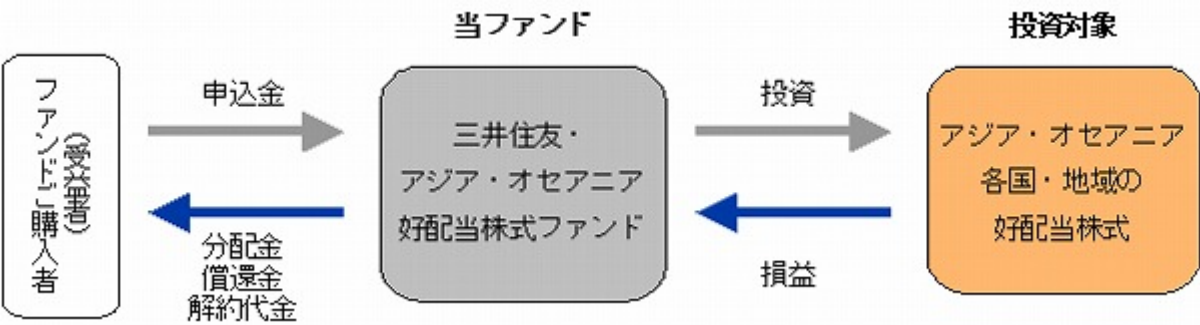 当ファンド
投資対象
ファンドご購入者
(受益者)
申込金
分配金
償還金
解約代金
三井住友・
アジア・オセアニア
好配当株式ファンド
投資
損益
アジア・オセアニア
各国・地域の
好配当株式